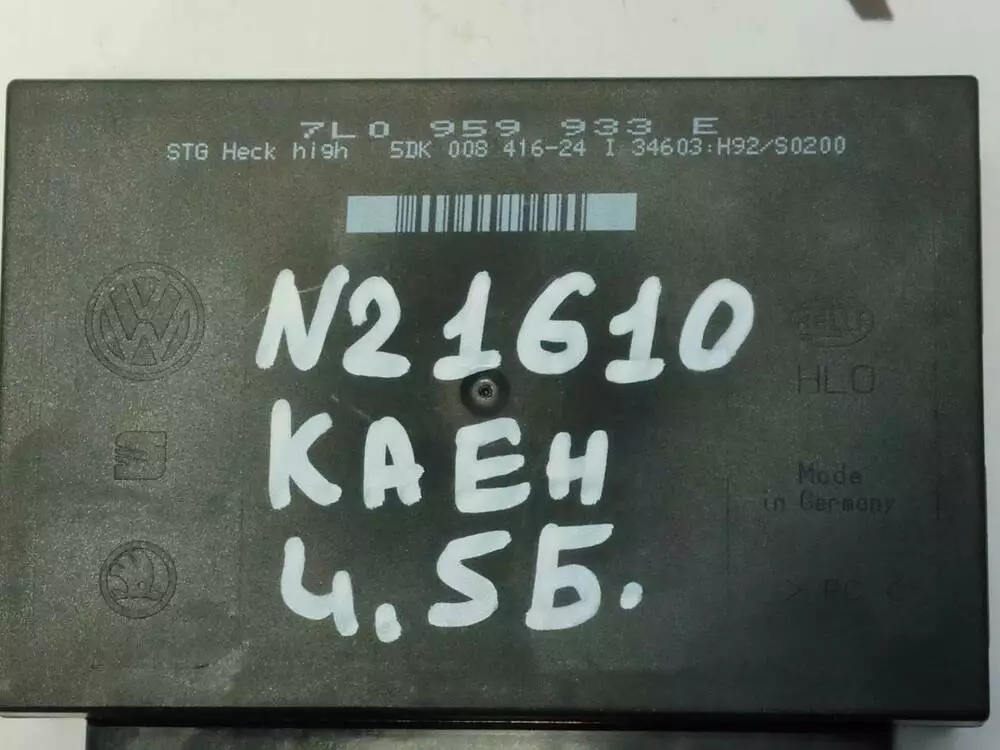 7L0 959 933 E
STG Heck high 5DK 008 416-24 I 34603:H92/S0200
N21610
КАЕН
4.5Б.
HELLA
HLO
Made
in Germany
> PC <